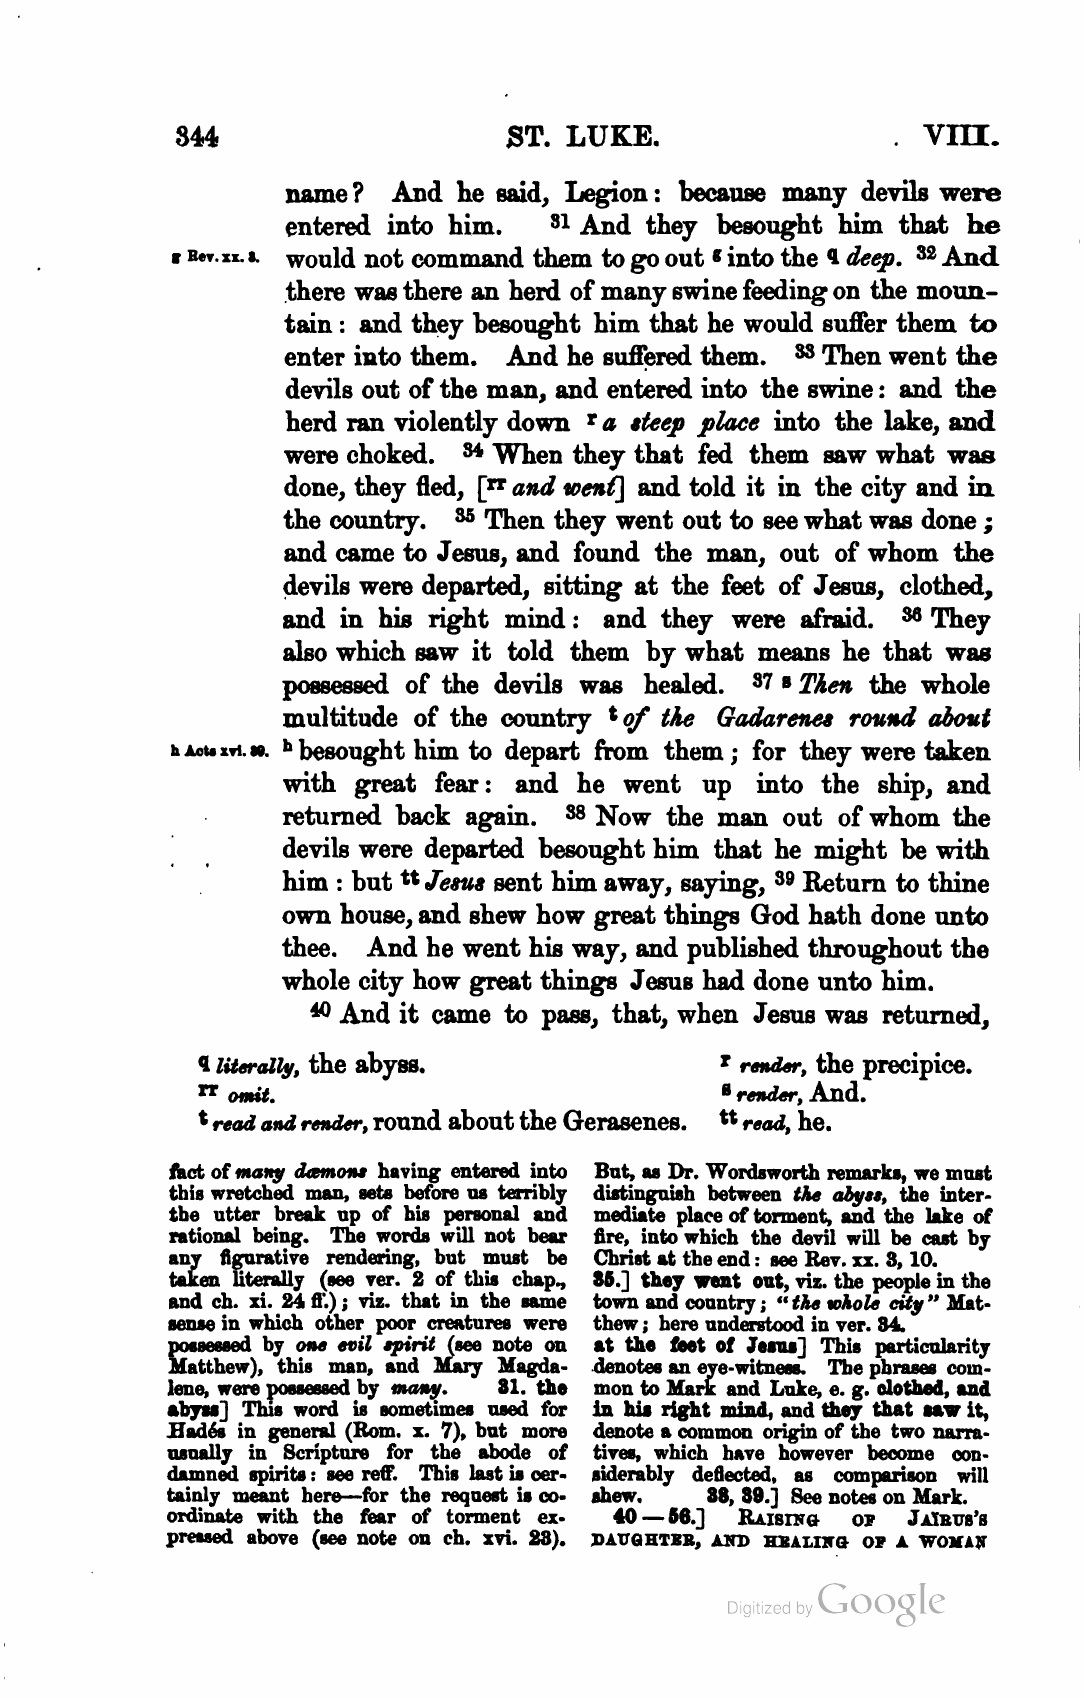 344 ST. LUKE. VIII.
name? And he said, Legion: because many devils were
entered into him. 31 And they besought him that he
g Rev. xx. 3. would not command them to go out g into the q deep. 32 And
there was there an herd of many swine feeding on the moun-
tain: and they besought him that he would suffer them to
enter into them. And he suffered them. 33 Then went the
devils out of the man, and entered into the swine: and the
herd ran violently down r a steep place into the lake, and
were choked. 34 When they that fed them saw what was
done, they fled, [rr and went] and told it in the city and in
the country. 35 Then they went out to see what was done;
and came to Jesus, and found the man, out of whom the
devils were departed, sitting at the feet of Jesus, clothed,
and in his right mind: and they were afraid. 36 They
also which saw it told them by what means he that was
possessed of the devils was healed. 37 s Then the whole
multitude of the country t of the Gadarenes round about
h Acts xvi. 39. h besought him to depart from them; for they were taken
with great fear: and he went up into the ship, and
returned back again. 38 Now the man out of whom the
devils were departed besought him that he might be with
him: but tt Jesus sent him away, saying, 39 Return to thine
own house, and shew how great things God hath done unto
thee. And he went his way, and published throughout the
whole city how great things Jesus had done unto him.
40 And it came to pass, that, when Jesus was returned,
q literally, the abyss. r render, the precipice.
rr omit. s render, And.
t read and render, round about the Gerasenes. tt read, he.
fact of many dæmons having entered into
this wretched man, sets before us terribly
the utter break up of his personal and
rational being. The words will not bear
any figurative rendering, but must be
taken literally (see ver. 2 of this chap.,
and ch. xi. 24 ff.); viz. that in the same
sense in which other poor creatures were
possessed by one evil spirit (see note on
Matthew), this man, and Mary Magda-
lene, were possessed by many. 31. the
abyss] This word is sometimes used for
Hadés in general (Rom. x. 7), but more
usually in Scripture for the abode of
damned spirits: see reff. This last is cer-
tainly meant here—for the request is co-
ordinate with the fear of torment ex-
pressed above (see note on ch. xvi. 23).
But, as Dr. Wordsworth remarks, we must
distinguish between the abyss, the inter-
mediate place of torment, and the lake of
fire, into which the devil will be cast by
Christ at the end: see Rev. xx. 3, 10.
35.] they went out, viz. the people in the
town and country; "the whole city" Mat-
thew; here understood in ver. 34.
at the feet of Jesus] This particularity
denotes an eye-witness. The phrases com-
mon to Mark and Luke, e. g. clothed, and
in his right mind, and they that saw it,
denote a common origin of the two narra-
tives, which have however become con-
siderably deflected, as comparison will
shew. 38, 39.] See notes on Mark.
40—56.] RAISING OF JAÏRUS'S
DAUGHTER, AND HEALING OF A WOMAN
Digitized by Google